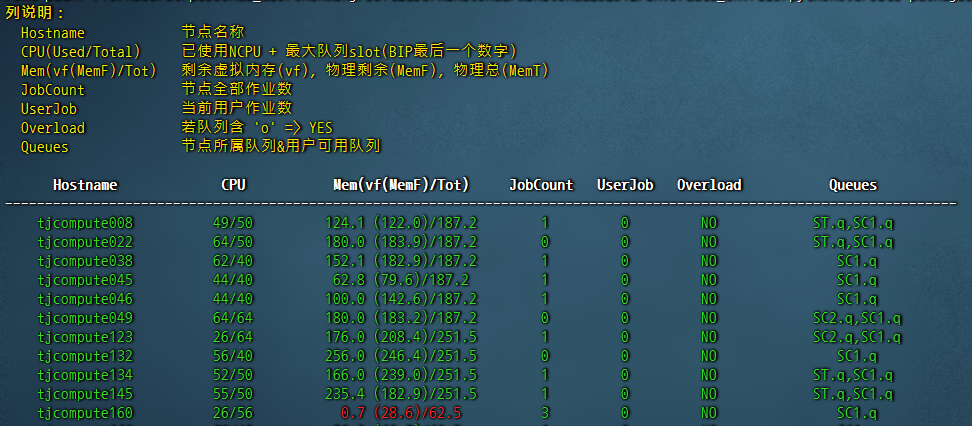 列说明：
Hostname 节点名称
CPU(Used/Total) 已使用NCPU + 最大队列slot(BIP最后一个数字)
Mem(vf(MemF)/Tot) 剩余虚拟内存(vf), 物理剩余(MemF), 物理总(MemT)
JobCount 节点全部作业数
UserJob 当前用户作业数
Overload 若队列含 'o' => YES
Queues 节点所属队列&用户可用队列
Hostname CPU Mem(vf(MemF)/Tot) JobCount UserJob Overload Queues
tjcompute008 49/50 124.1 (122.0)/187.2 1 0 NO ST.q,SC1.q
tjcompute022 64/50 180.0 (183.9)/187.2 0 0 NO ST.q,SC1.q
tjcompute038 62/40 152.1 (182.9)/187.2 1 0 NO SC1.q
tjcompute045 44/40 62.8 (79.6)/187.2 1 0 NO SC1.q
tjcompute046 44/40 100.0 (142.6)/187.2 1 0 NO SC1.q
tjcompute049 64/64 180.0 (183.2)/187.2 0 0 NO SC2.q,SC1.q
tjcompute123 26/64 176.0 (208.4)/251.5 1 0 NO SC2.q,SC1.q
tjcompute132 56/40 256.0 (246.4)/251.5 0 0 NO SC1.q
tjcompute134 52/50 166.0 (239.0)/251.5 1 0 NO ST.q,SC1.q
tjcompute145 55/50 235.4 (182.9)/251.5 1 0 NO ST.q,SC1.q
tjcompute160 26/56 0.7 (28.6)/62.5 3 0 NO SC1.q